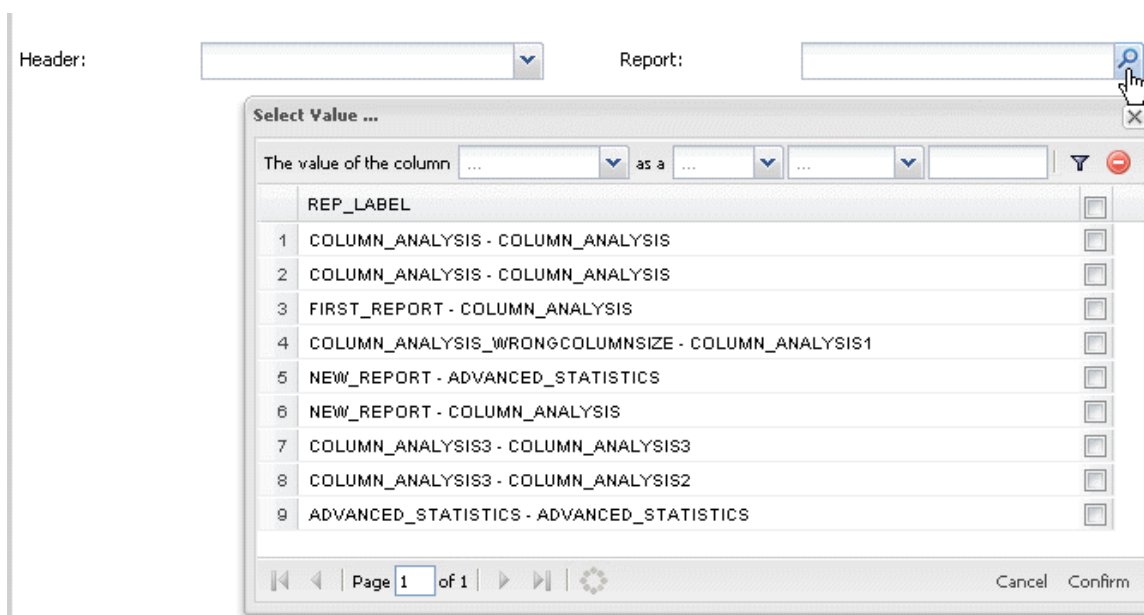 Header: Report:
Select Value ...
The value of the column ... as a ... ...
REP_LABEL
1 COLUMN_ANALYSIS - COLUMN_ANALYSIS
2 COLUMN_ANALYSIS - COLUMN_ANALYSIS
3 FIRST_REPORT - COLUMN_ANALYSIS
4 COLUMN_ANALYSIS_WRONGCOLUMNSIZE - COLUMN_ANALYSIS1
5 NEW_REPORT - ADVANCED_STATISTICS
6 NEW_REPORT - COLUMN_ANALYSIS
7 COLUMN_ANALYSIS3 - COLUMN_ANALYSIS3
8 COLUMN_ANALYSIS3 - COLUMN_ANALYSIS2
9 ADVANCED_STATISTICS - ADVANCED_STATISTICS
Page 1 of 1 Cancel Confirm